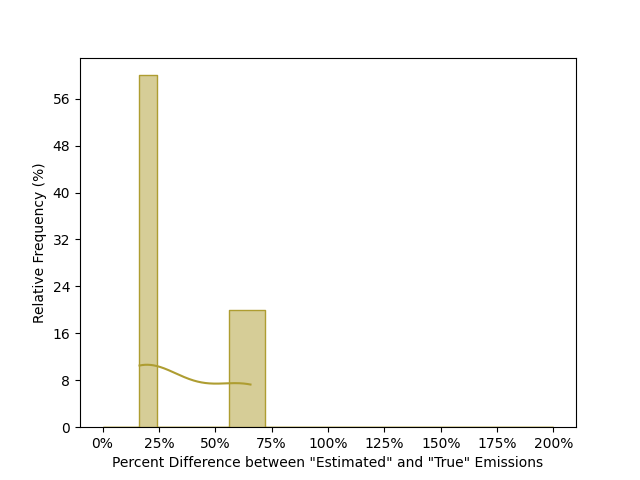 56
48
40
32
24
16
8
0
Relative Frequency (%)
0% 25% 50% 75% 100% 125% 150% 175% 200%
Percent Difference between "Estimated" and "True" Emissions